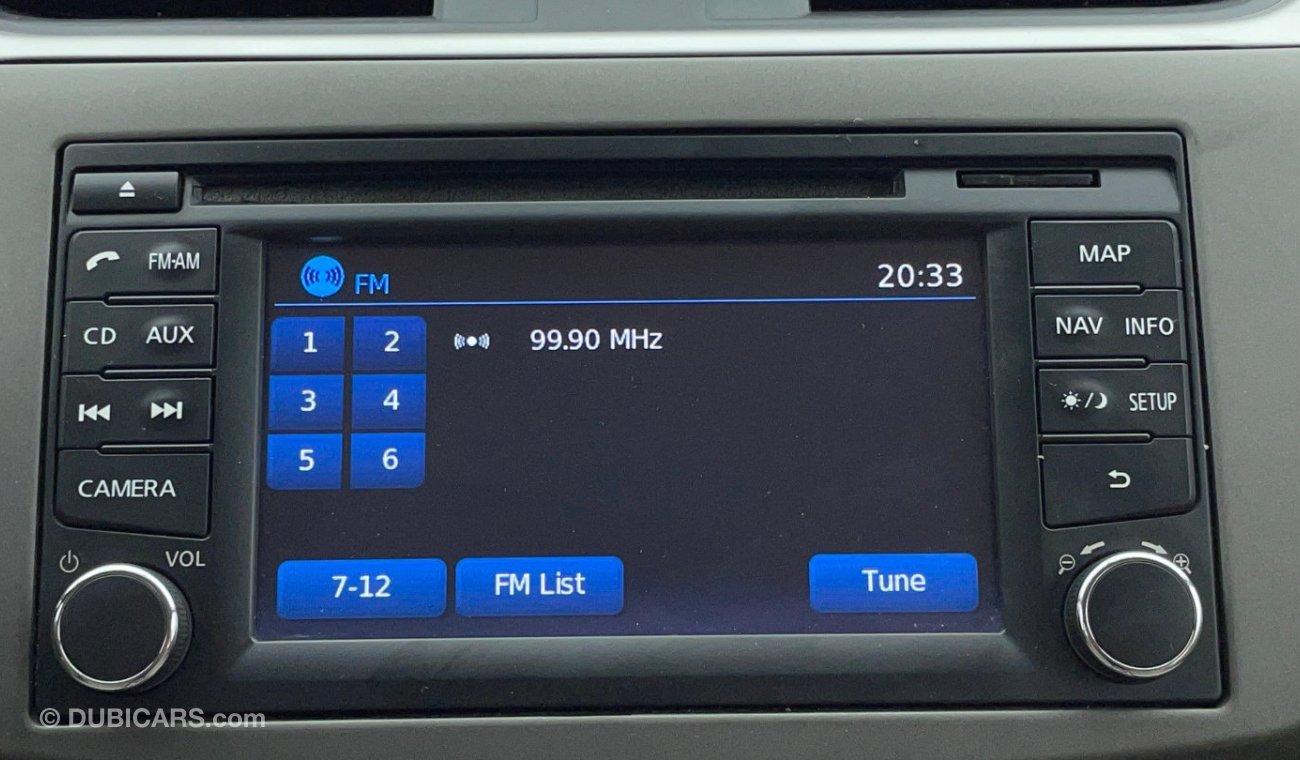 FM-AM
CD AUX
CAMERA
VOL
FM
20:33
1 2
3 4
5 6
99.90 MHz
7-12
FM List
Tune
MAP
NAV INFO
/ SETUP
© DUBICARS.com